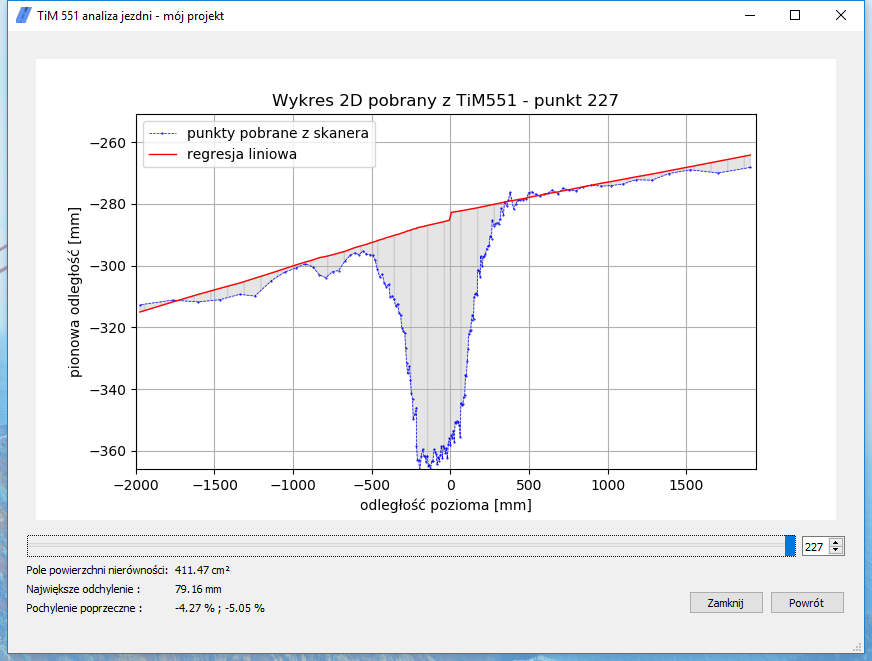 TiM 551 analiza jezdni - mój projekt
Wykres 2D pobrany z TiM551 - punkt 227
punkty pobrane z skanera
regresja liniowa
pionowa odległość [mm]
−260
−280
−300
−320
−340
−360
−2000 −1500 −1000 −500 0 500 1000 1500
odległość pozioma [mm]
227
Pole powierzchni nierówności: 411.47 cm²
Największe odchylenie : 79.16 mm
Pochylenie poprzeczne : -4.27 % ; -5.05 %
Zamknij Powrót